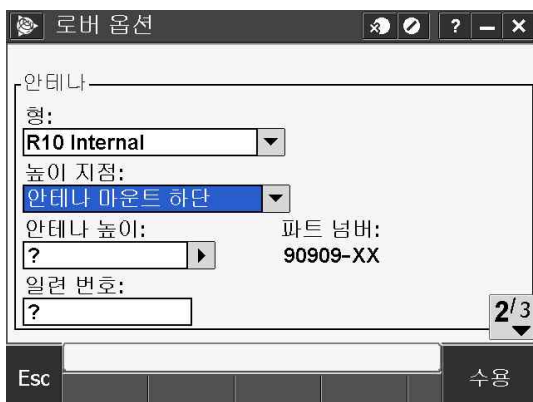 로버 옵션
? – ×
안테나
형:
R10 Internal
높이 지점:
안테나 마운트 하단
안테나 높이: 파트 넘버:
? 90909-XX
일련 번호:
?
2/3
Esc 수용